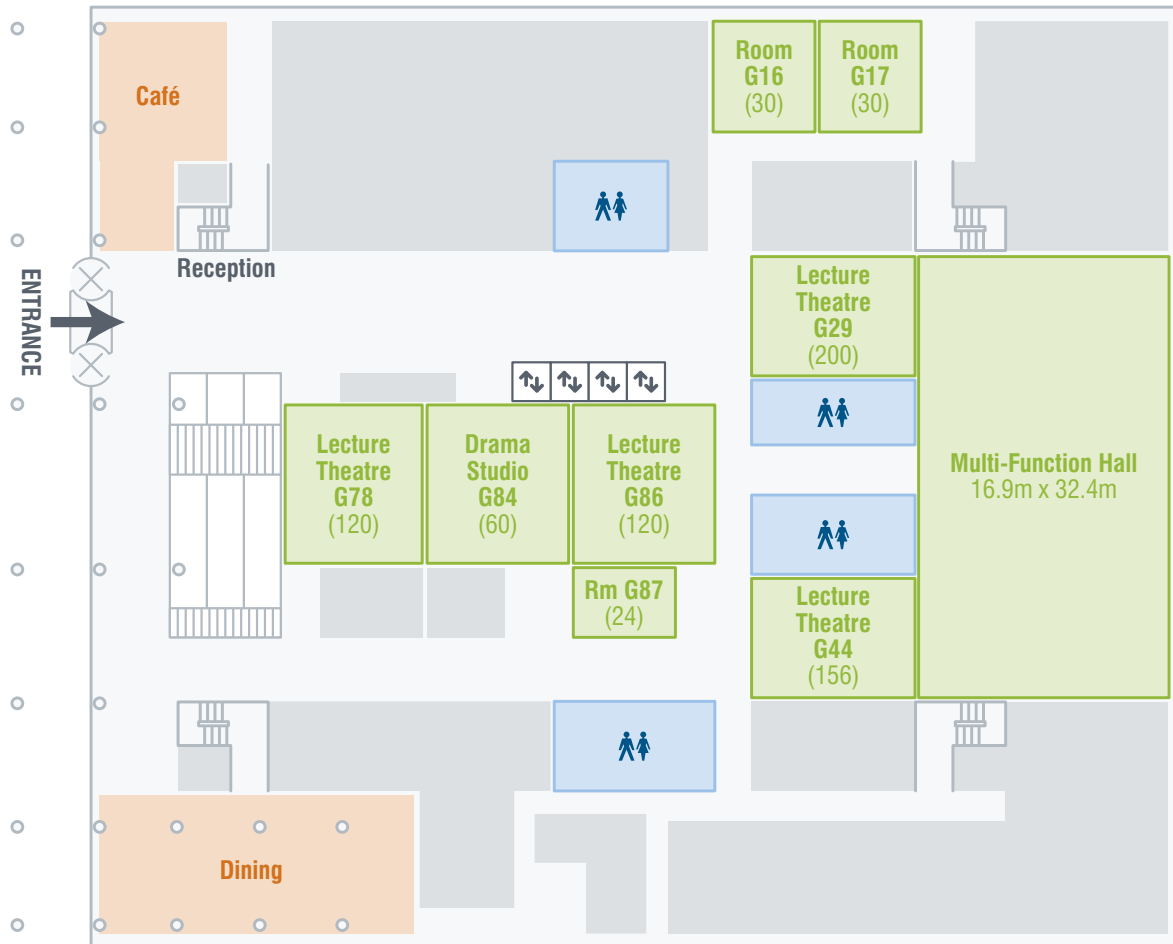 Room
G16
(30)
Room
G17
(30)
Café
Reception
ENTRANCE
Lecture
Theatre
G29
(200)
Lecture
Theatre
G78
(120)
Drama
Studio
G84
(60)
Lecture
Theatre
G86
(120)
Multi-Function Hall
16.9m x 32.4m
Rm G87
(24)
Lecture
Theatre
G44
(156)
Dining